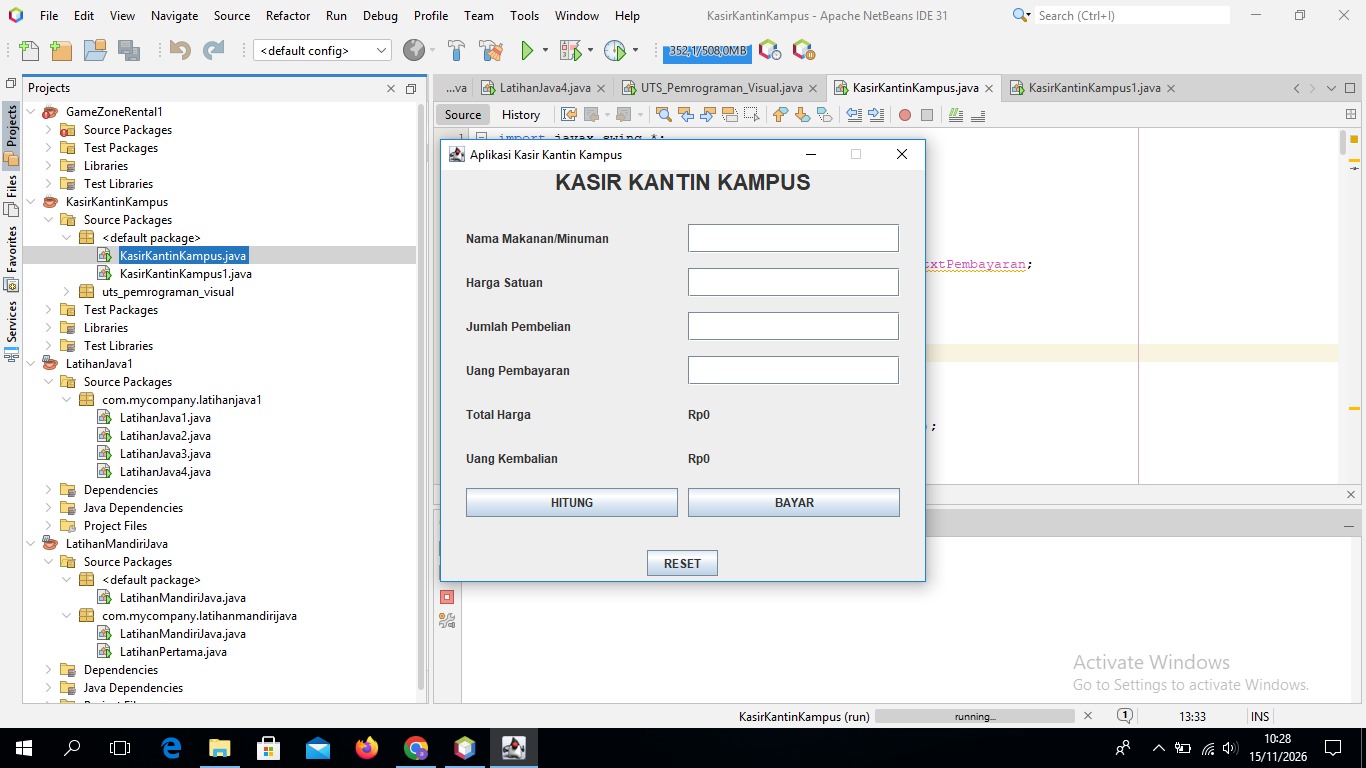 File Edit View Navigate Source Refactor Run Debug Profile Team Tools Window Help
KasirKantinKampus - Apache NetBeans IDE 31
Search (Ctrl+I)
<default config>
352,1/508,0MB
Projects
...va
LatihanJava4.java
UTS_Pemrograman_Visual.java
KasirKantinKampus.java
KasirKantinKampus1.java
Source
History
Projects
Files
Favorites
Services
GameZoneRental1
Source Packages
Test Packages
Libraries
Test Libraries
KasirKantinKampus
Source Packages
<default package>
KasirKantinKampus.java
KasirKantinKampus1.java
uts_pemrograman_visual
Test Packages
Libraries
Test Libraries
LatihanJava1
Source Packages
com.mycompany.latihanjava1
LatihanJava1.java
LatihanJava2.java
LatihanJava3.java
LatihanJava4.java
Dependencies
Java Dependencies
Project Files
LatihanMandiriJava
Source Packages
<default package>
LatihanMandiriJava.java
com.mycompany.latihanmandirijava
LatihanMandiriJava.java
LatihanPertama.java
Dependencies
Java Dependencies
Project Files
1
import javax.swing.*;
txtPembayaran;
;
Aplikasi Kasir Kantin Kampus
KASIR KANTIN KAMPUS
Nama Makanan/Minuman
Harga Satuan
Jumlah Pembelian
Uang Pembayaran
Total Harga Rp0
Uang Kembalian Rp0
HITUNG BAYAR
RESET
Activate Windows
Go to Settings to activate Windows.
KasirKantinKampus (run)
running...
1
13:33
INS
10:28
15/11/2026